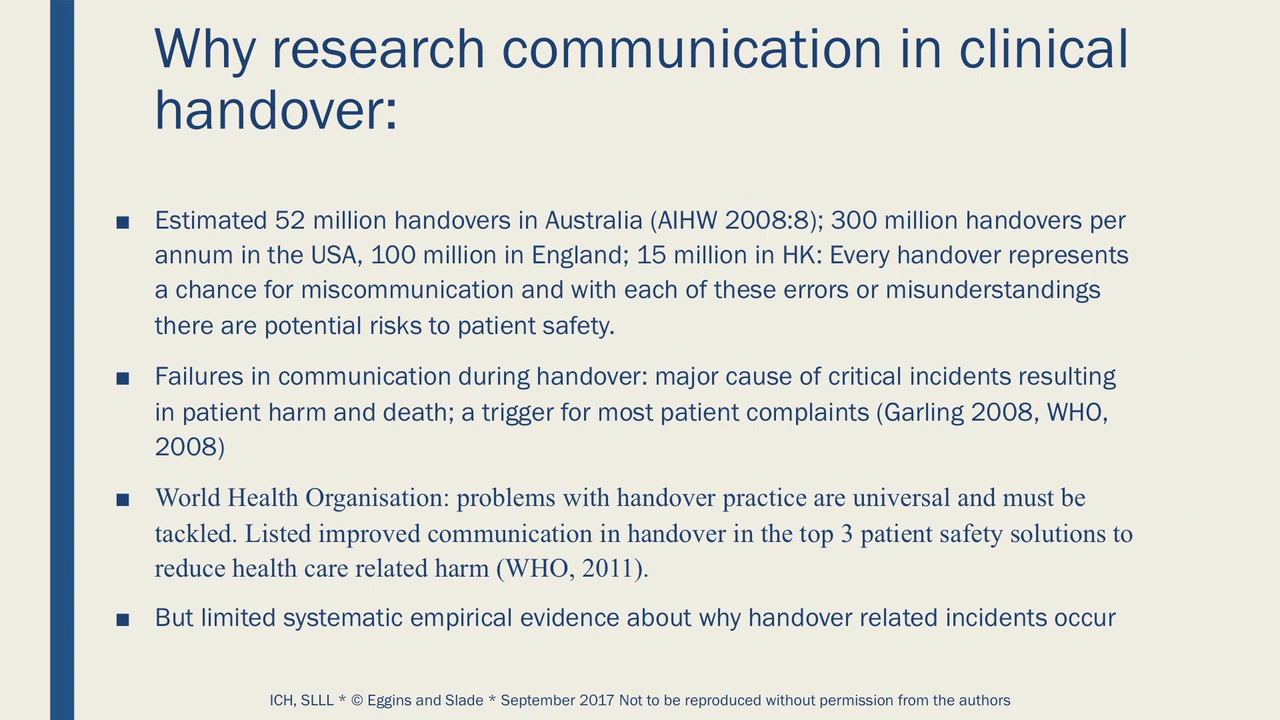 Why research communication in clinical
handover:
■ Estimated 52 million handovers in Australia (AIHW 2008:8); 300 million handovers per
annum in the USA, 100 million in England; 15 million in HK: Every handover represents
a chance for miscommunication and with each of these errors or misunderstandings
there are potential risks to patient safety.
■ Failures in communication during handover: major cause of critical incidents resulting
in patient harm and death; a trigger for most patient complaints (Garling 2008, WHO,
2008)
■ World Health Organisation: problems with handover practice are universal and must be
tackled. Listed improved communication in handover in the top 3 patient safety solutions to
reduce health care related harm (WHO, 2011).
■ But limited systematic empirical evidence about why handover related incidents occur
ICH, SLLL * © Eggins and Slade * September 2017 Not to be reproduced without permission from the authors